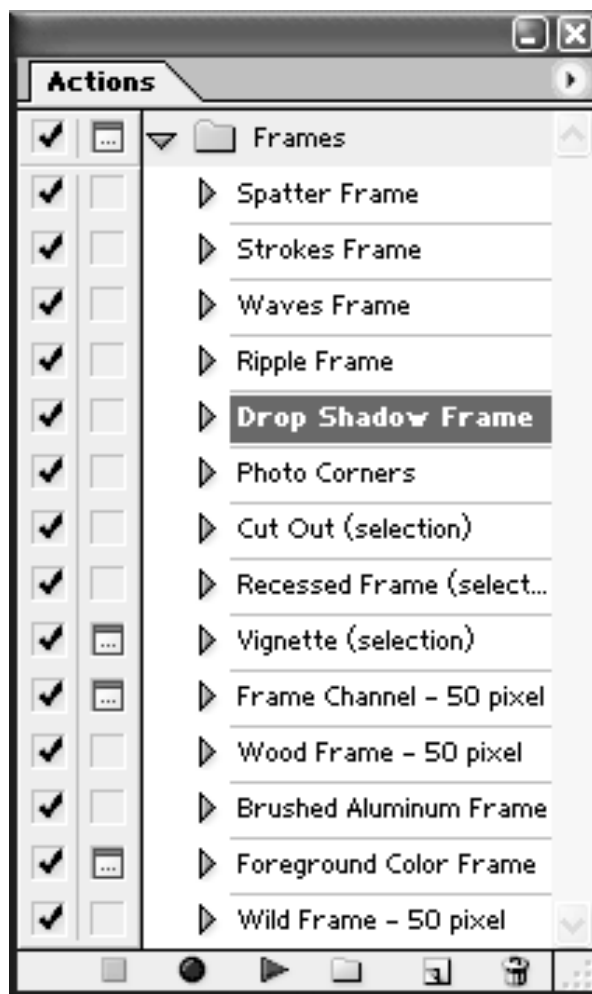 Actions
Frames
Spatter Frame
Strokes Frame
Waves Frame
Ripple Frame
Drop Shadow Frame
Photo Corners
Cut Out (selection)
Recessed Frame (select...
Vignette (selection)
Frame Channel - 50 pixel
Wood Frame - 50 pixel
Brushed Aluminum Frame
Foreground Color Frame
Wild Frame - 50 pixel